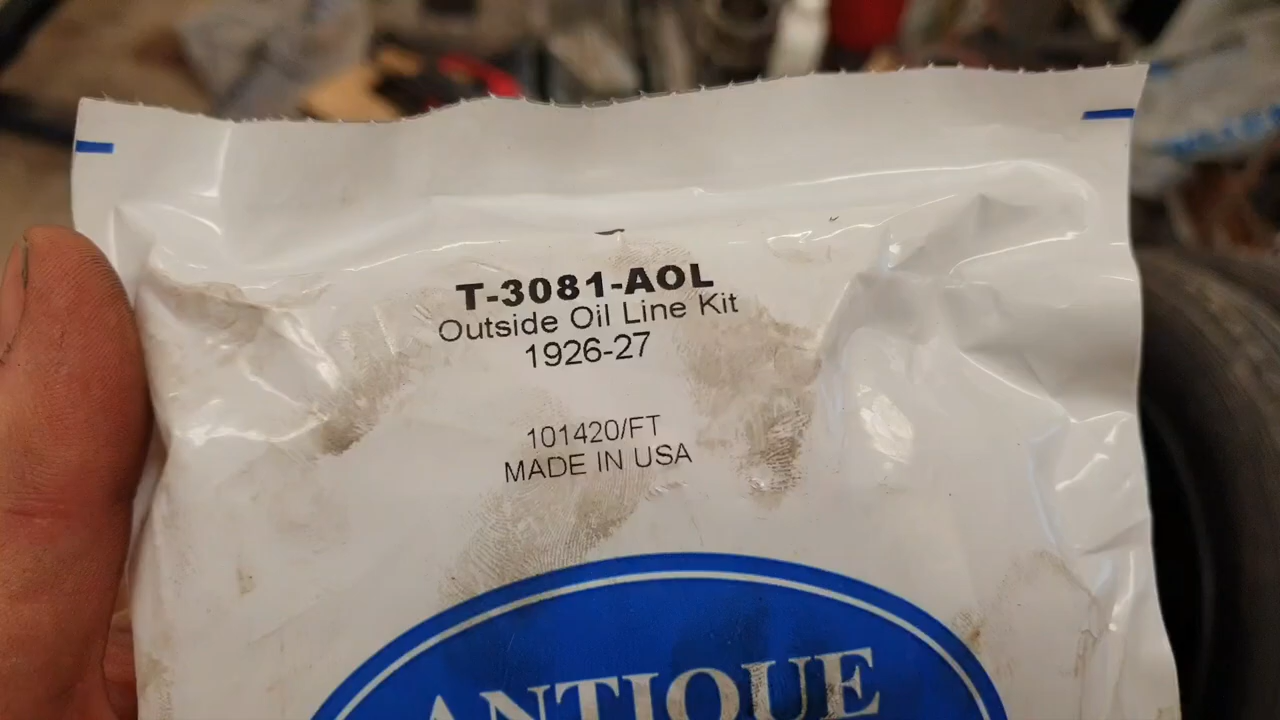 T-3081-AOL
Outside Oil Line Kit
1926-27
101420/FT
MADE IN USA
ANTIQUE